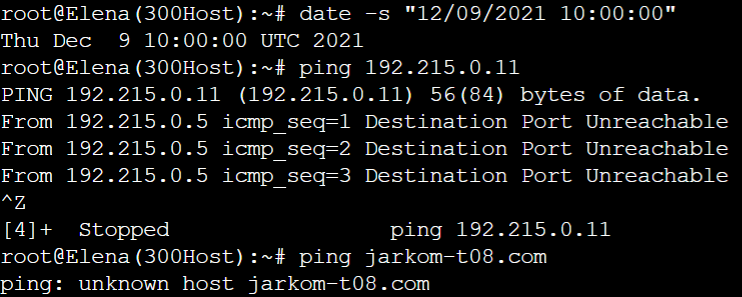 root@Elena(300Host):~# date -s "12/09/2021 10:00:00"
Thu Dec  9 10:00:00 UTC 2021
root@Elena(300Host):~# ping 192.215.0.11
PING 192.215.0.11 (192.215.0.11) 56(84) bytes of data.
From 192.215.0.5 icmp_seq=1 Destination Port Unreachable
From 192.215.0.5 icmp_seq=2 Destination Port Unreachable
From 192.215.0.5 icmp_seq=3 Destination Port Unreachable
^Z
[4]+  Stopped                 ping 192.215.0.11
root@Elena(300Host):~# ping jarkom-t08.com
ping: unknown host jarkom-t08.com